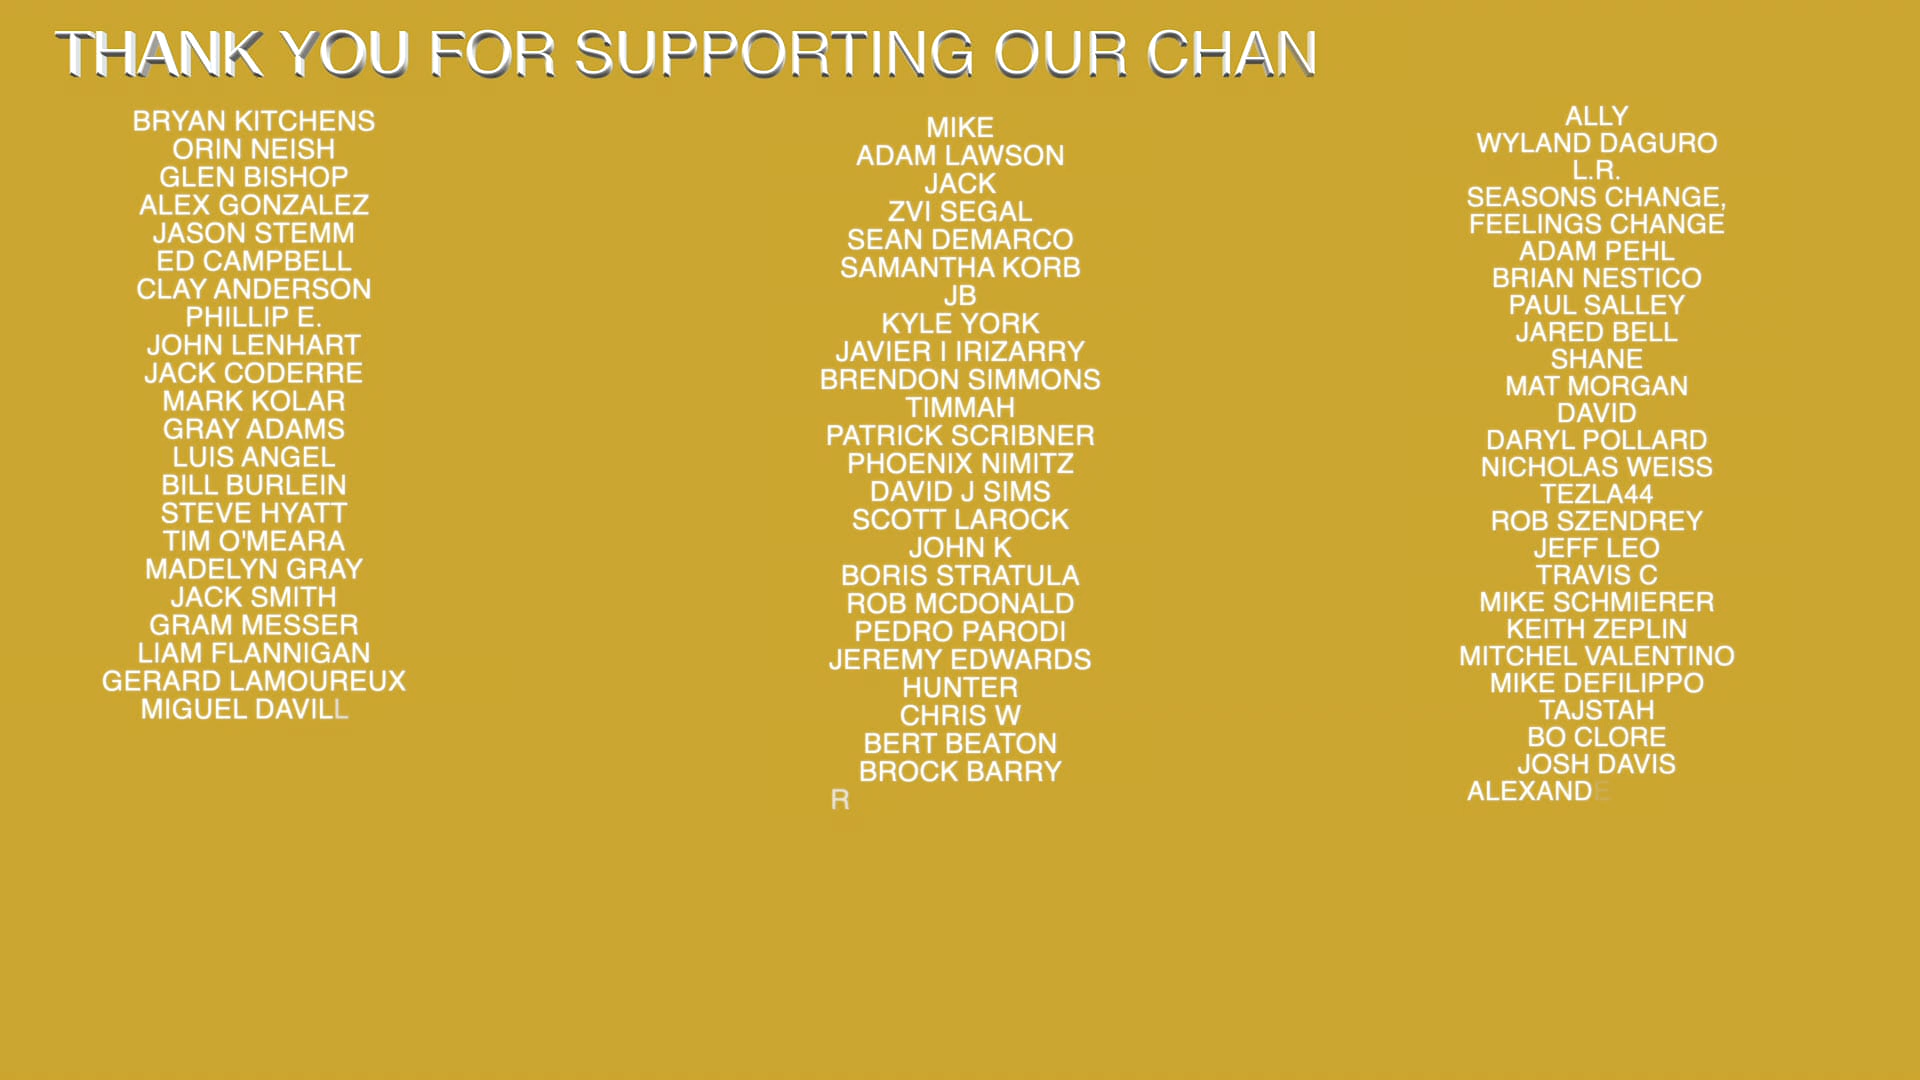 THANK YOU FOR SUPPORTING OUR CHAN
BRYAN KITCHENS
ORIN NEISH
GLEN BISHOP
ALEX GONZALEZ
JASON STEMM
ED CAMPBELL
CLAY ANDERSON
PHILLIP E.
JOHN LENHART
JACK CODERRE
MARK KOLAR
GRAY ADAMS
LUIS ANGEL
BILL BURLEIN
STEVE HYATT
TIM O'MEARA
MADELYN GRAY
JACK SMITH
GRAM MESSER
LIAM FLANNIGAN
GERARD LAMOUREUX
MIGUEL DAVILL
MIKE
ADAM LAWSON
JACK
ZVI SEGAL
SEAN DEMARCO
SAMANTHA KORB
JB
KYLE YORK
JAVIER I IRIZARRY
BRENDON SIMMONS
TIMMAH
PATRICK SCRIBNER
PHOENIX NIMITZ
DAVID J SIMS
SCOTT LAROCK
JOHN K
BORIS STRATULA
ROB MCDONALD
PEDRO PARODI
JEREMY EDWARDS
HUNTER
CHRIS W
BERT BEATON
BROCK BARRY
R
ALLY
WYLAND DAGURO
L.R.
SEASONS CHANGE,
FEELINGS CHANGE
ADAM PEHL
BRIAN NESTICO
PAUL SALLEY
JARED BELL
SHANE
MAT MORGAN
DAVID
DARYL POLLARD
NICHOLAS WEISS
TEZLA44
ROB SZENDREY
JEFF LEO
TRAVIS C
MIKE SCHMIERER
KEITH ZEPLIN
MITCHEL VALENTINO
MIKE DEFILIPPO
TAJSTAH
BO CLORE
JOSH DAVIS
ALEXANDE